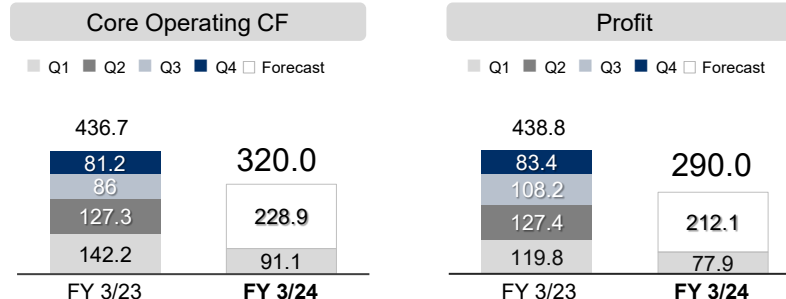 Core Operating CF
Q1 Q2 Q3 Q4 Forecast
436.7
81.2
86
127.3
142.2
320.0
228.9
91.1
FY 3/23 FY 3/24
Profit
Q1 Q2 Q3 Q4 Forecast
438.8
83.4
108.2
127.4
119.8
290.0
212.1
77.9
FY 3/23 FY 3/24